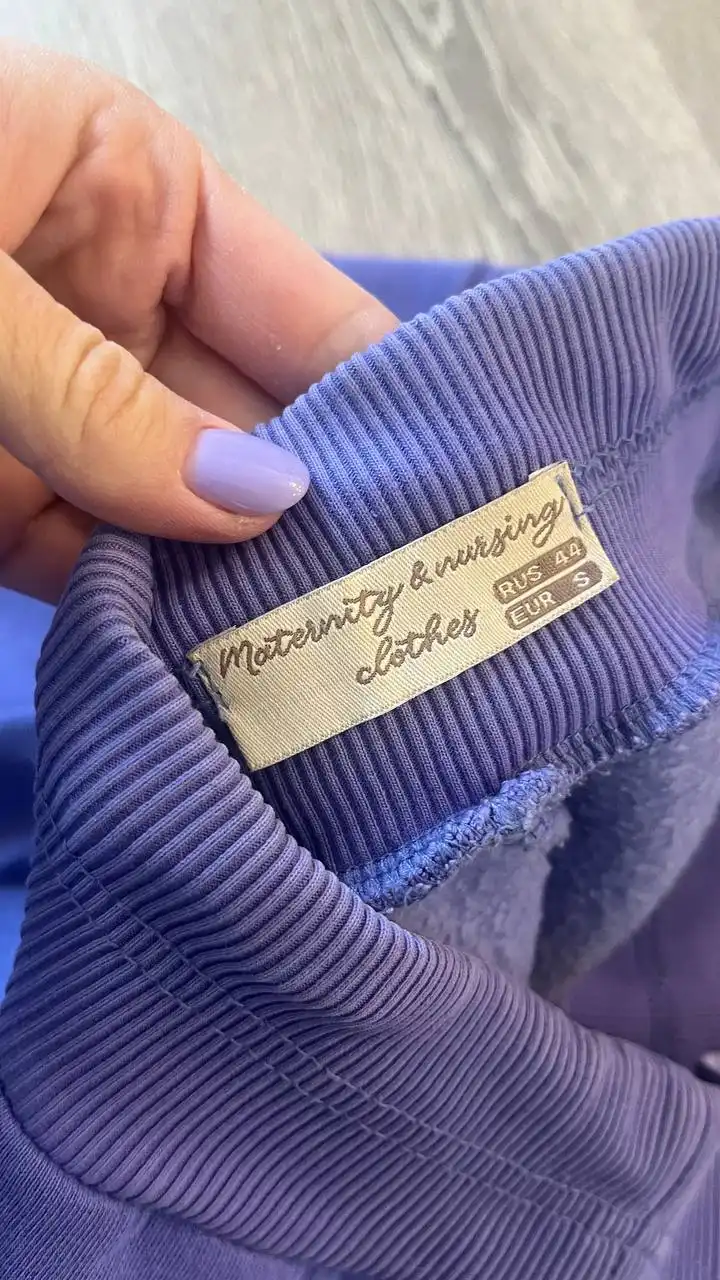 Maternity & nursing
clothes
RUS 44
EUR S